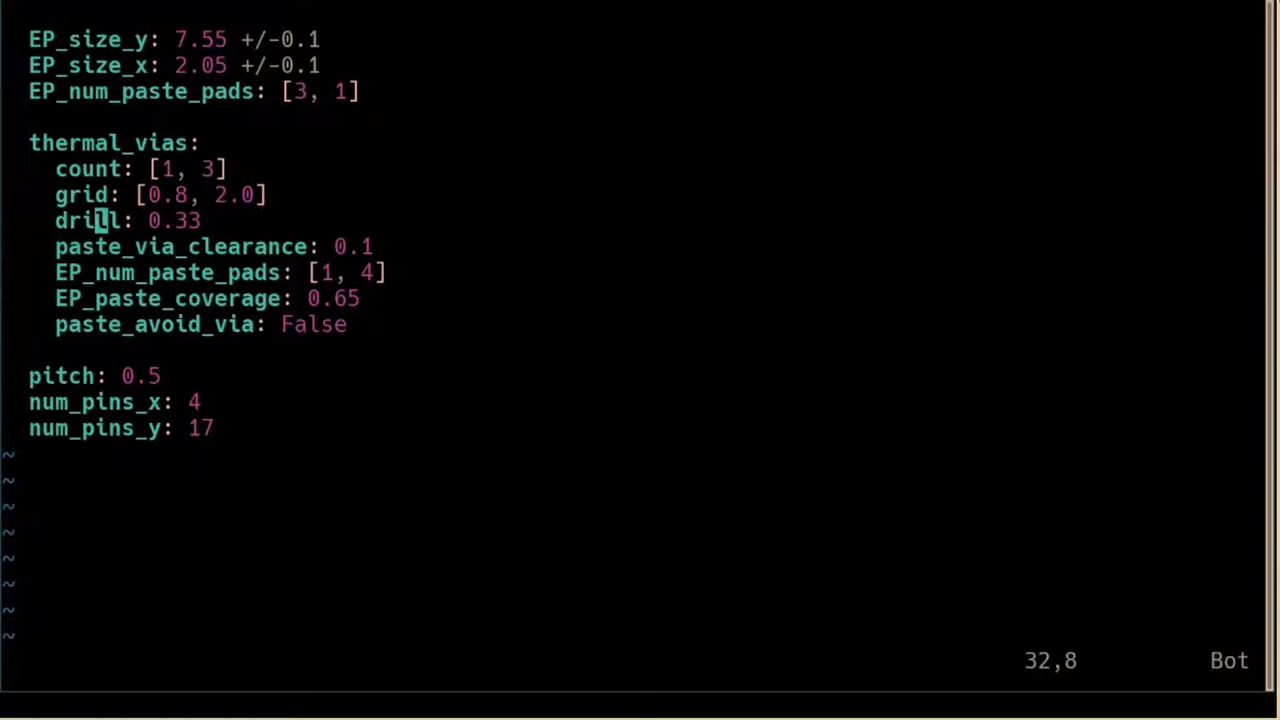 EP_size_y: 7.55 +/-0.1
EP_size_x: 2.05 +/-0.1
EP_num_paste_pads: [3, 1]
thermal_vias:
count: [1, 3]
grid: [0.8, 2.0]
drill: 0.33
paste_via_clearance: 0.1
EP_num_paste_pads: [1, 4]
EP_paste_coverage: 0.65
paste_avoid_via: False
pitch: 0.5
num_pins_x: 4
num_pins_y: 17
~
~
~
~
~
~
~
~
32,8 Bot